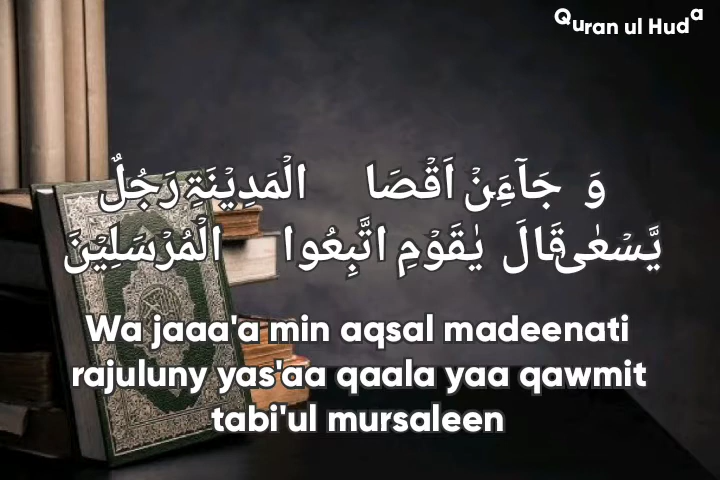 Quran ul Huda
وَ جَآءَنۡ اَقۡصَا الۡمَدِيۡنَةِ رَجُلٌ
يَّسۡعٰى قَالَ يٰقَوۡمِ اتَّبِعُوا الۡمُرۡسَلِيۡنَ
Wa jaaa'a min aqsal madeenati
rajuluny yas'aa qaala yaa qawmit
tabi'ul mursaleen